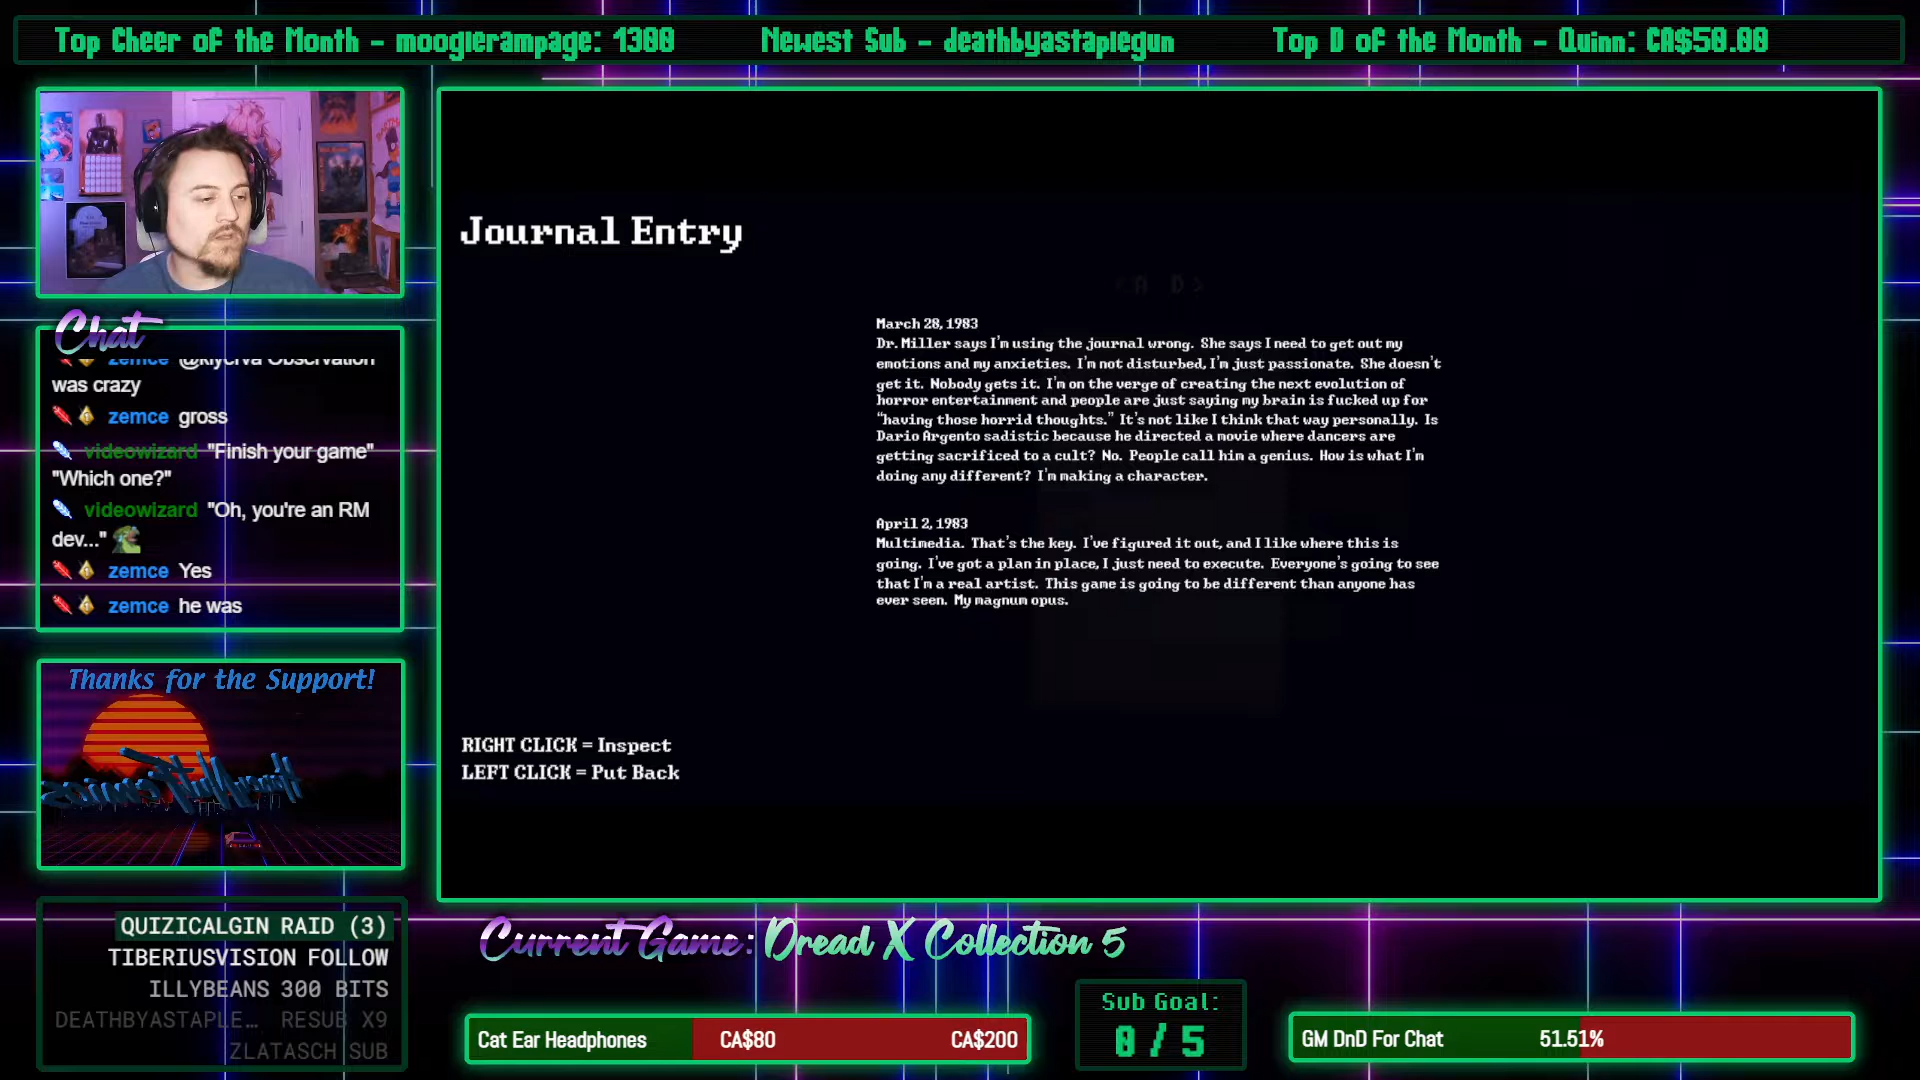 Top Cheer of the Month - mooglerampage: 1300
Newest Sub - deathbyastaplegun
Top D of the Month - Quinn: CA$50.00
Chat
zemce @kiycrva Observation
was crazy
zemce gross
videowizard "Finish your game"
"Which one?"
videowizard "Oh, you're an RM
dev..."
zemce Yes
zemce he was
Journal Entry
A D
March 28, 1983
Dr. Miller says I'm using the journal wrong. She says I need to get out my
emotions and my anxieties. I'm not disturbed, I'm just passionate. She doesn't
get it. Nobody gets it. I'm on the verge of creating the next evolution of
horror entertainment and people are just saying my brain is fucked up for
"having those horrid thoughts." It's not like I think that way personally. Is
Dario Argento sadistic because he directed a movie where dancers are
getting sacrificed to a cult? No. People call him a genius. How is what I'm
doing any different? I'm making a character.
April 2, 1983
Multimedia. That's the key. I've figured it out, and I like where this is
going. I've got a plan in place, I just need to execute. Everyone's going to see
that I'm a real artist. This game is going to be different than anyone has
ever seen. My magnum opus.
RIGHT CLICK = Inspect
LEFT CLICK = Put Back
Thanks for the Support!
QUIZICALGIN RAID (3)
TIBERIUSVISION FOLLOW
ILLYBEANS 300 BITS
DEATHBYASTAPLE… RESUB X9
ZLATASCH SUB
Current Game: Dread X Collection 5
Cat Ear Headphones CA$80 CA$200
Sub Goal:
0 / 5
GM DnD For Chat 51.51%